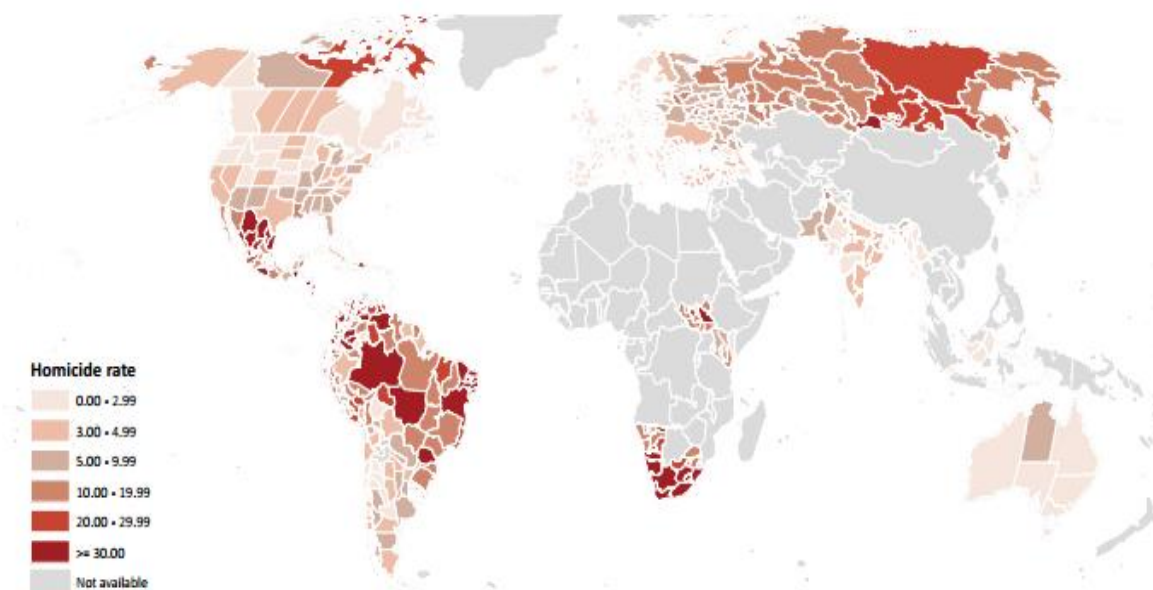 Homicide rate
0.00 • 2.99
3.00 • 4.99
5.00 • 9.99
10.00 • 19.99
20.00 • 29.99
>= 30.00
Not available